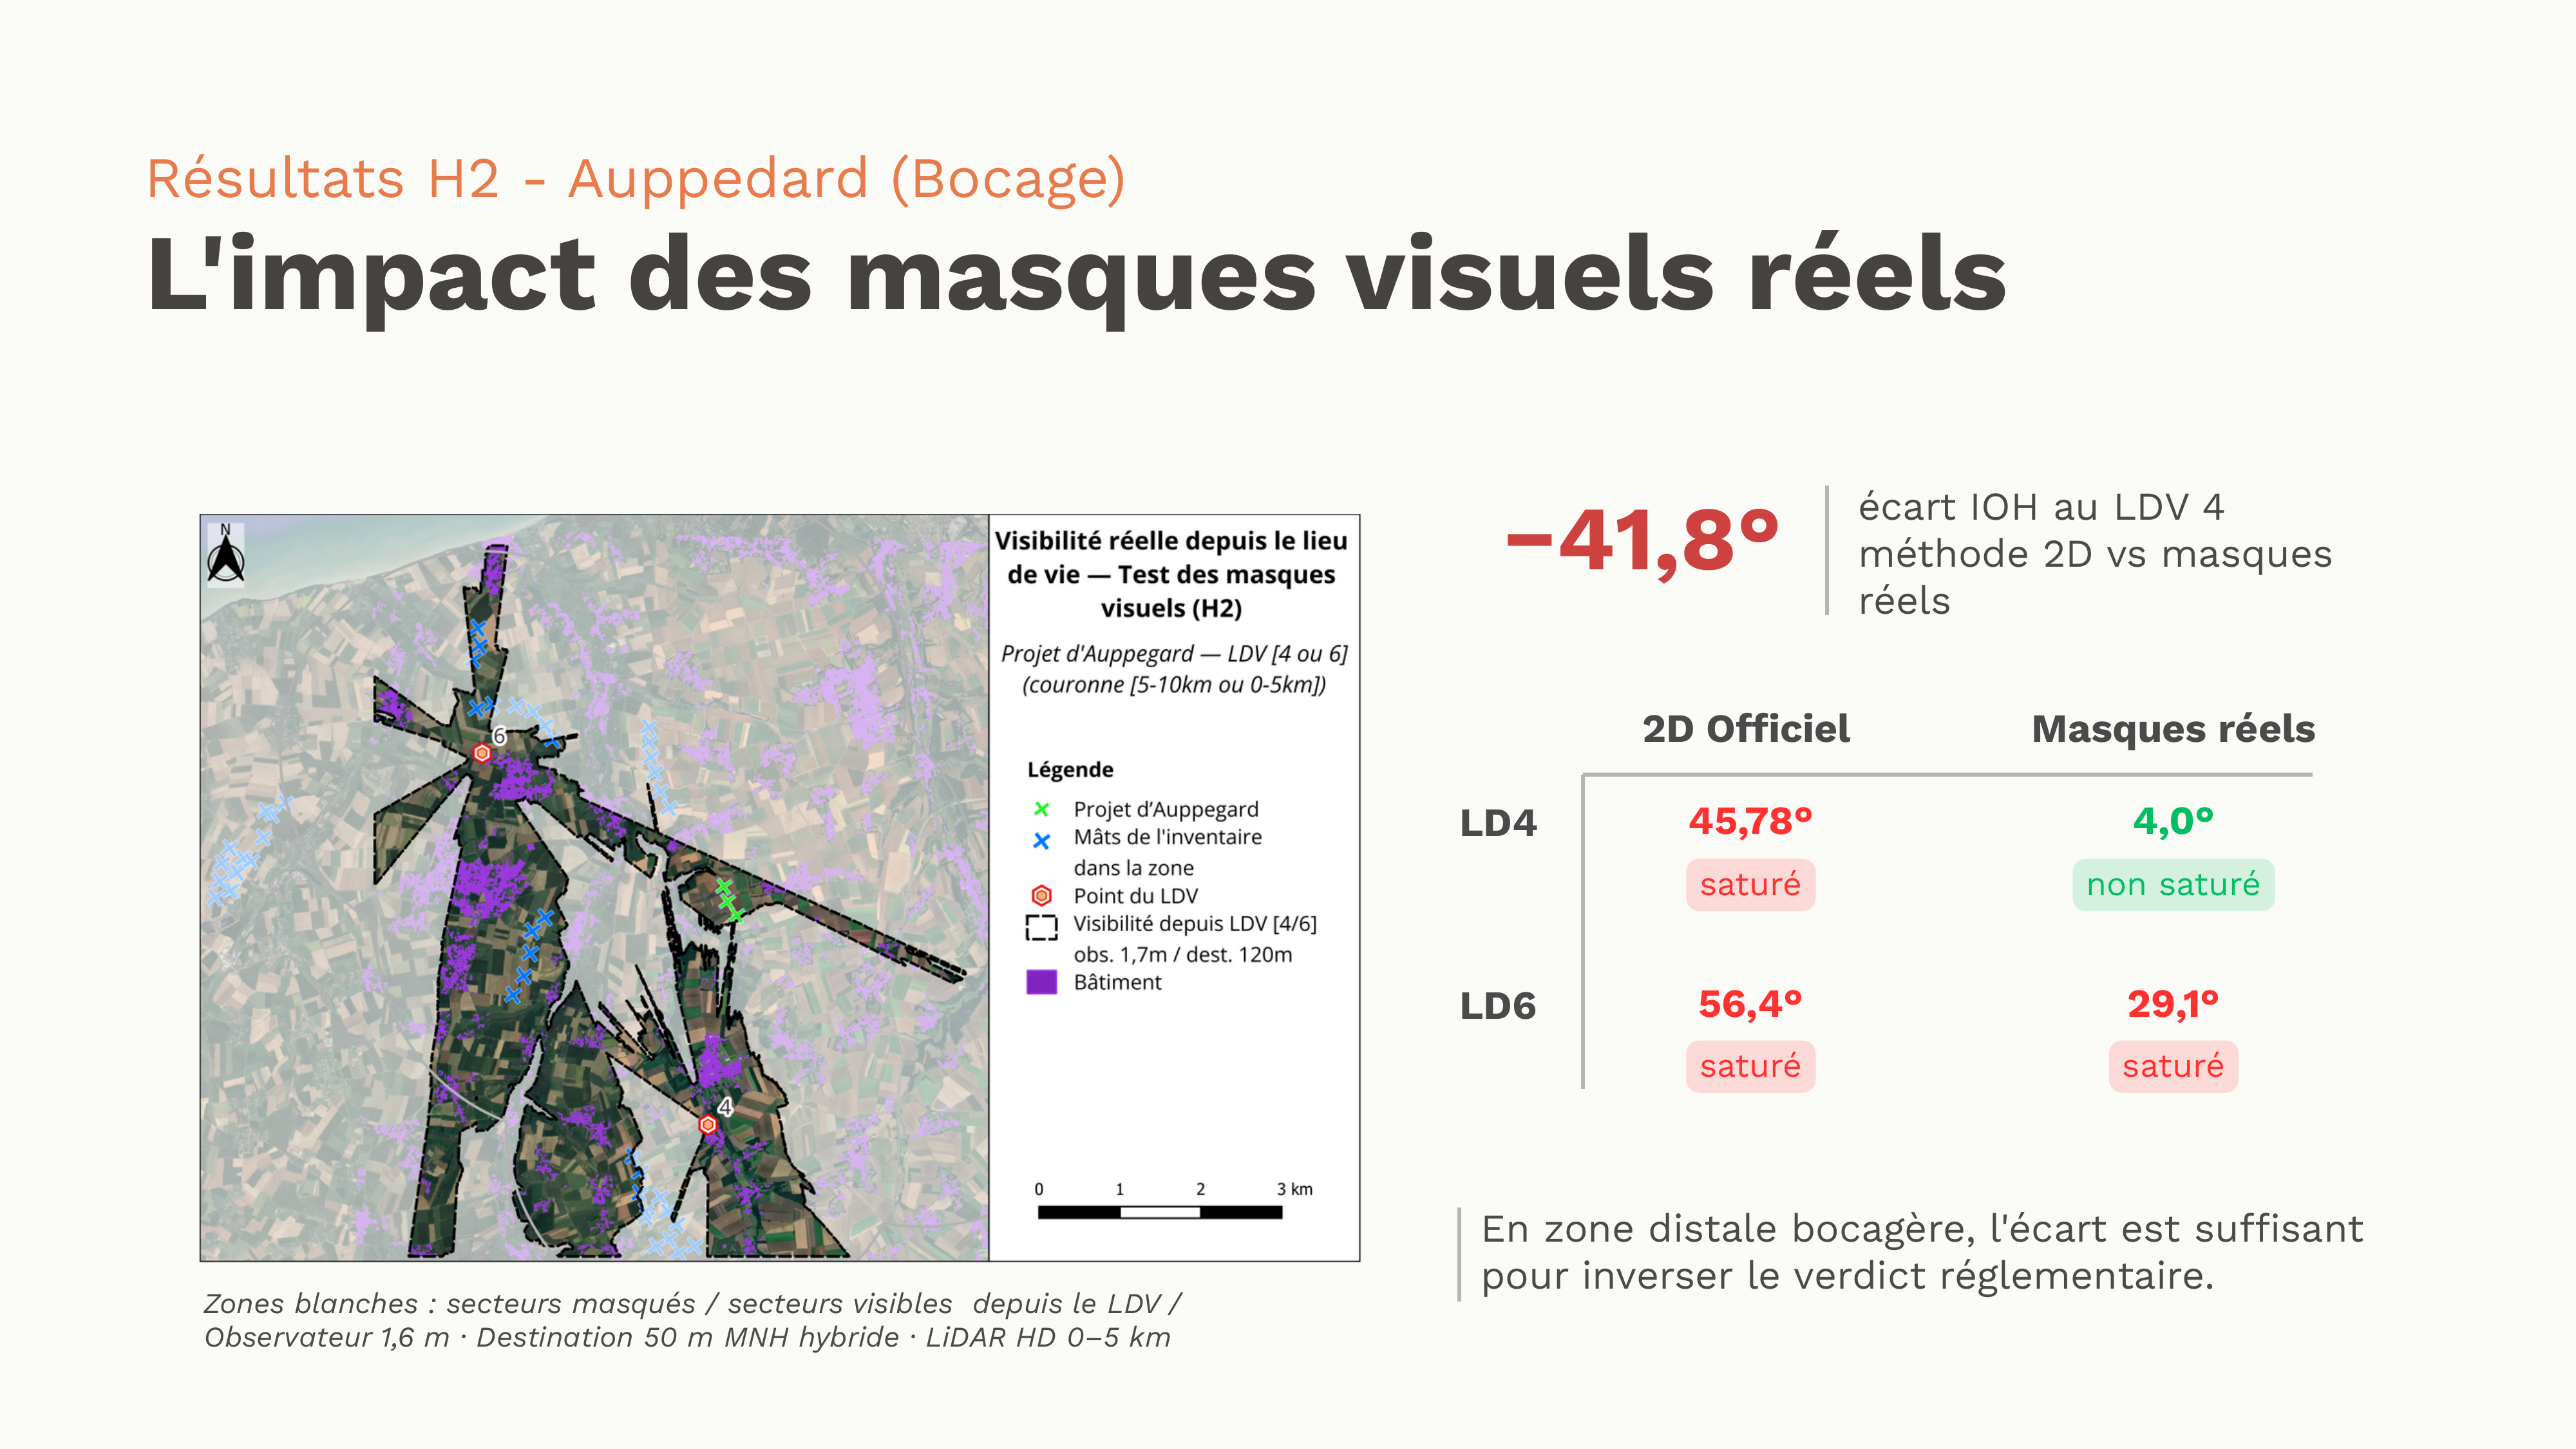 Résultats H2 - Auppedard (Bocage)
L'impact des masques visuels réels
N
6
4
Visibilité réelle depuis le lieu
de vie — Test des masques
visuels (H2)
Projet d'Auppegard — LDV [4 ou 6]
(couronne [5-10km ou 0-5km])
Légende
Projet d’Auppegard
Mâts de l'inventaire
dans la zone
Point du LDV
Visibilité depuis LDV [4/6]
obs. 1,7m / dest. 120m
Bâtiment
0 1 2 3 km
Zones blanches : secteurs masqués / secteurs visibles depuis le LDV /
Observateur 1,6 m · Destination 50 m MNH hybride · LiDAR HD 0–5 km
−41,8°
écart IOH au LDV 4
méthode 2D vs masques
réels
2D Officiel Masques réels
LD4 45,78° 4,0°
saturé non saturé
LD6 56,4° 29,1°
saturé saturé
En zone distale bocagère, l'écart est suffisant
pour inverser le verdict réglementaire.